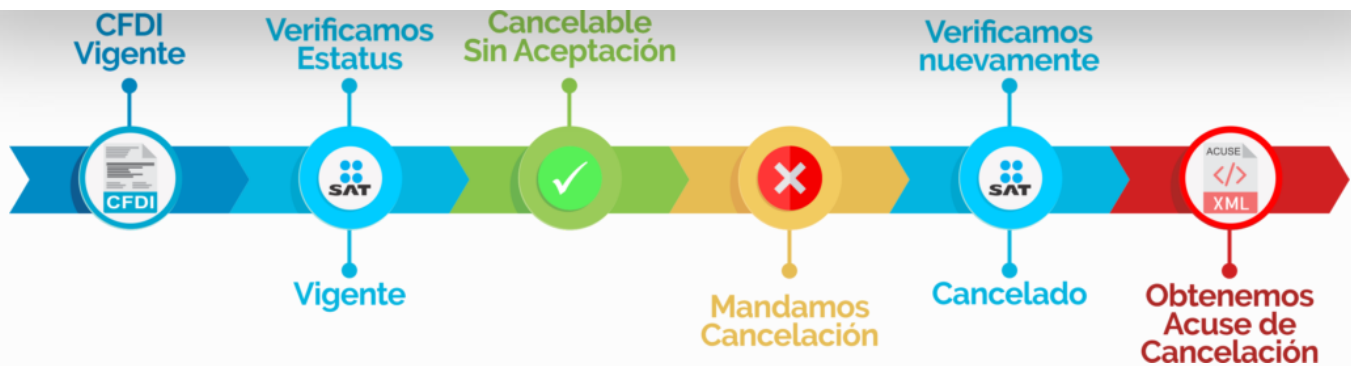 CFDI
Vigente
CFDI
Verificamos
Estatus
SAT
Vigente
Cancelable
Sin Aceptación
Mandamos
Cancelación
Verificamos
nuevamente
SAT
Cancelado
ACUSE
</>
XML
Obtenemos
Acuse de
Cancelación